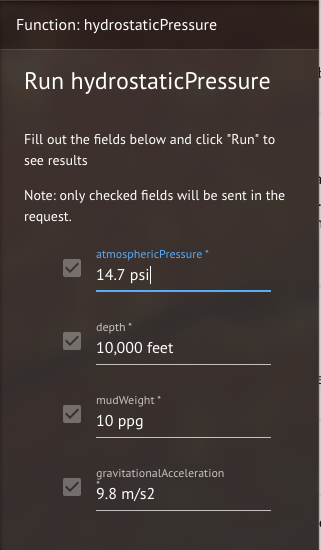 Function: hydrostaticPressure
Run hydrostaticPressure
Fill out the fields below and click "Run" to
see results
Note: only checked fields will be sent in the
request.
atmosphericPressure *
14.7 psi
depth *
10,000 feet
mudWeight *
10 ppg
gravitationalAcceleration
*
9.8 m/s2